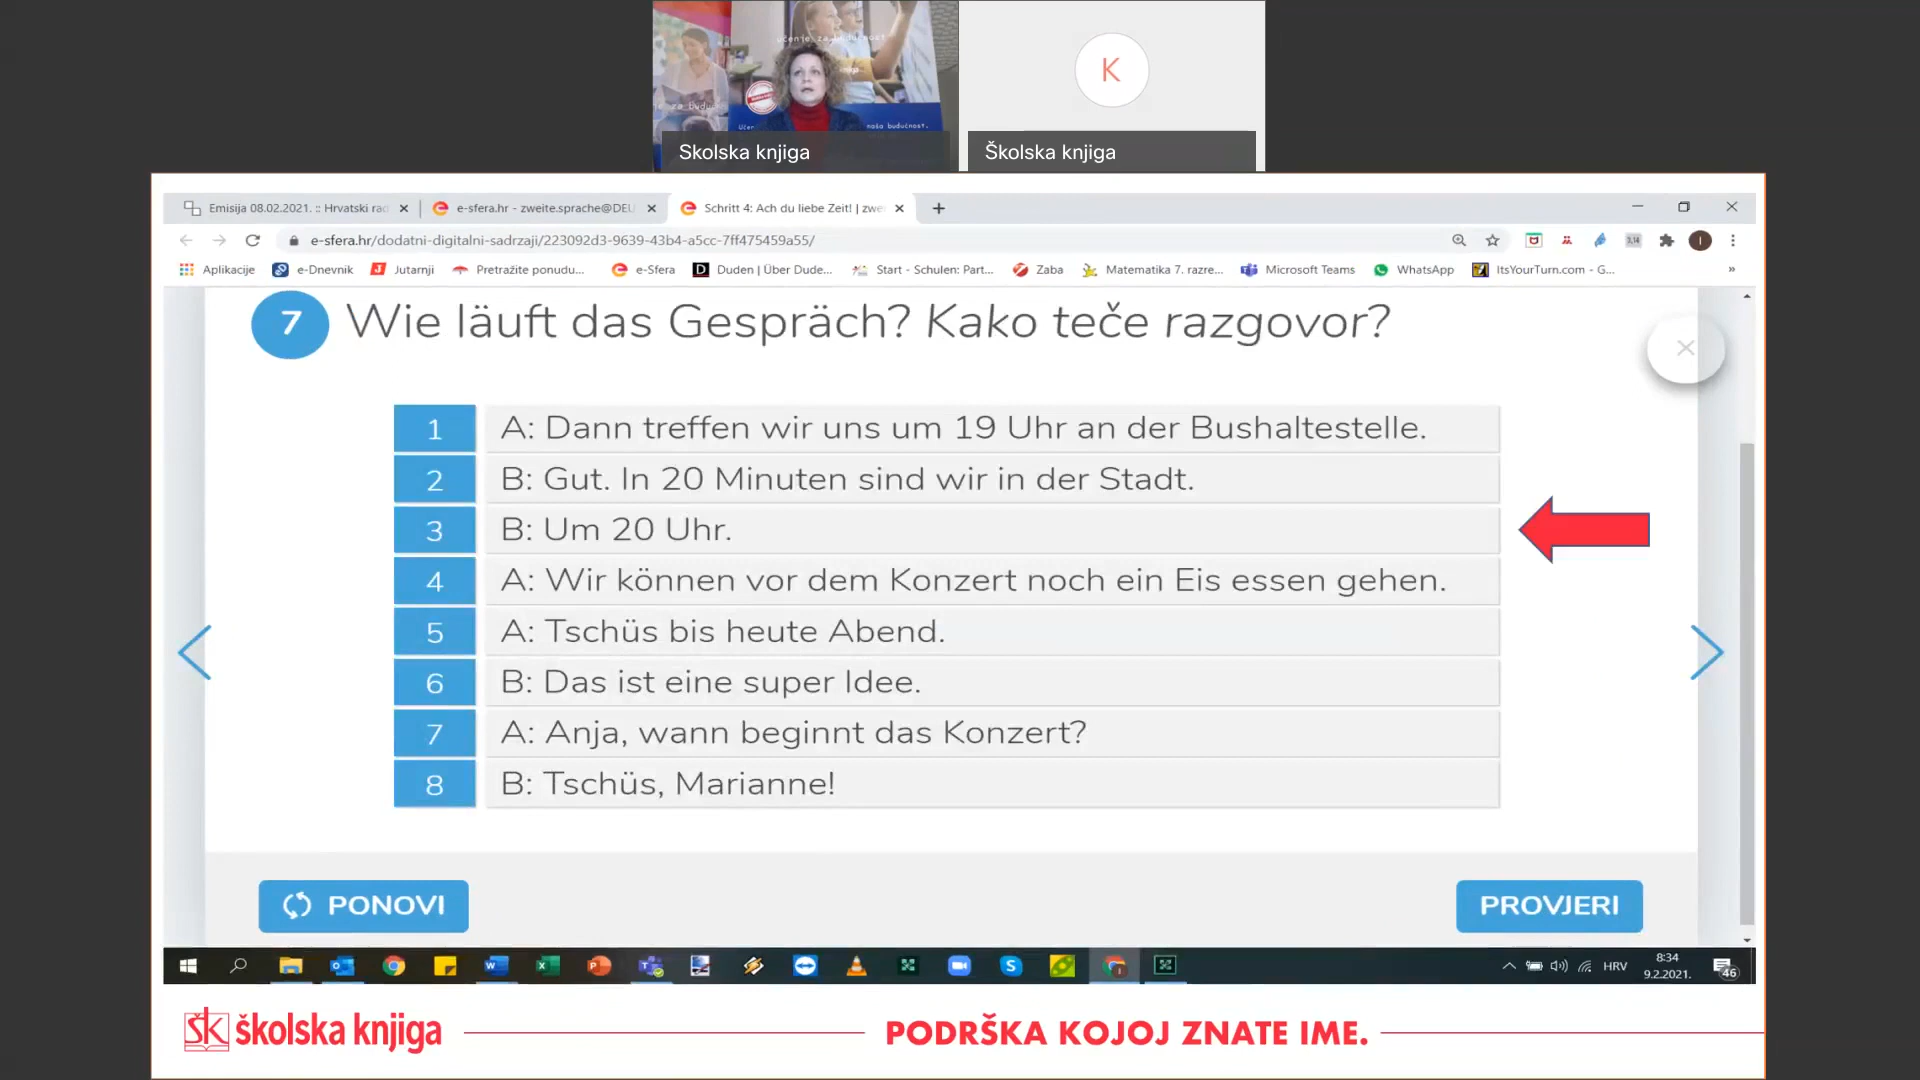 učenje za budućnost
Skolska knjiga
K
Školska knjiga
Emisija 08.02.2021. :: Hrvatski rad
e-sfera.hr - zweite.sprache@DEU
Schritt 4: Ach du liebe Zeit! | zwe
e-sfera.hr/dodatni-digitalni-sadrzaji/223092d3-9639-43b4-a5cc-7ff475459a55/
Aplikacije
e-Dnevnik
Jutarnji
Pretražite ponudu...
e-Sfera
Duden | Über Dude...
Start - Schulen: Part...
Zaba
Matematika 7. razre...
Microsoft Teams
WhatsApp
ItsYourTurn.com - G...
»
7 Wie läuft das Gespräch? Kako teče razgovor?
1 A: Dann treffen wir uns um 19 Uhr an der Bushaltestelle.
2 B: Gut. In 20 Minuten sind wir in der Stadt.
3 B: Um 20 Uhr.
4 A: Wir können vor dem Konzert noch ein Eis essen gehen.
5 A: Tschüs bis heute Abend.
6 B: Das ist eine super Idee.
7 A: Anja, wann beginnt das Konzert?
8 B: Tschüs, Marianne!
PONOVI
PROVJERI
HRV
8:34
9.2.2021.
46
ŠK školska knjiga
PODRŠKA KOJOJ ZNATE IME.